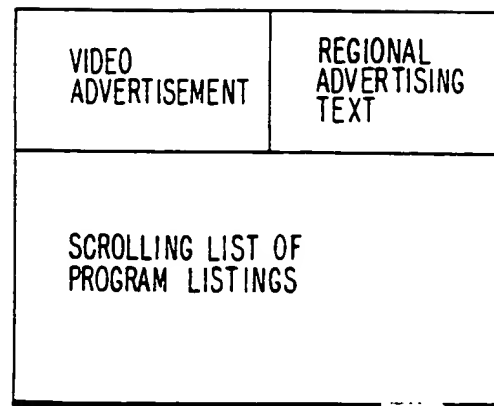 VIDEO
ADVERTISEMENT
REGIONAL
ADVERTISING
TEXT
SCROLLING LIST OF
PROGRAM LISTINGS